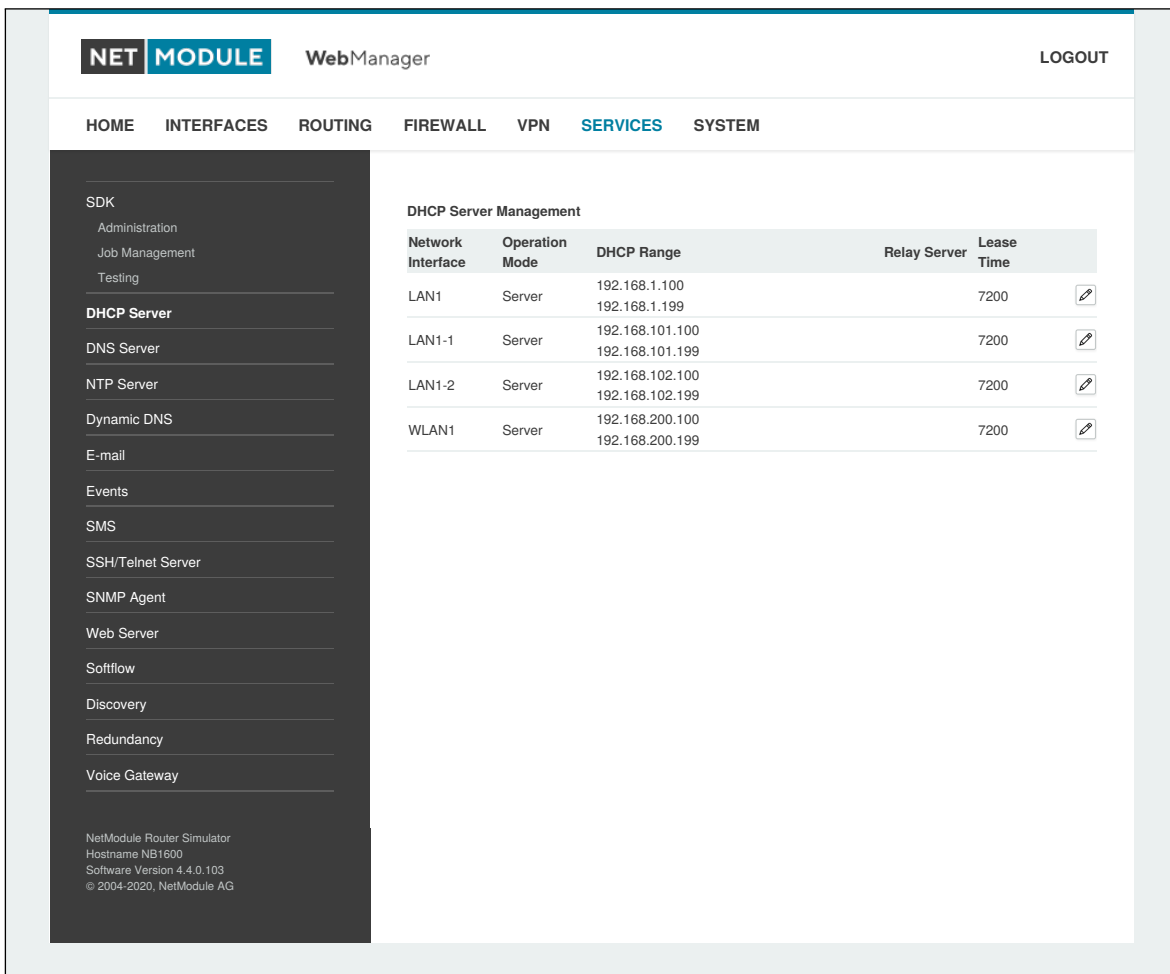 NET MODULE WebManager LOGOUT
HOME INTERFACES ROUTING FIREWALL VPN SERVICES SYSTEM
SDK
Administration
Job Management
Testing
DHCP Server
DNS Server
NTP Server
Dynamic DNS
E-mail
Events
SMS
SSH/Telnet Server
SNMP Agent
Web Server
Softflow
Discovery
Redundancy
Voice Gateway
NetModule Router Simulator
Hostname NB1600
Software Version 4.4.0.103
© 2004-2020, NetModule AG
DHCP Server Management
Network Interface Operation Mode DHCP Range Relay Server Lease Time
LAN1 Server 192.168.1.100 7200
192.168.1.199
LAN1-1 Server 192.168.101.100 7200
192.168.101.199
LAN1-2 Server 192.168.102.100 7200
192.168.102.199
WLAN1 Server 192.168.200.100 7200
192.168.200.199